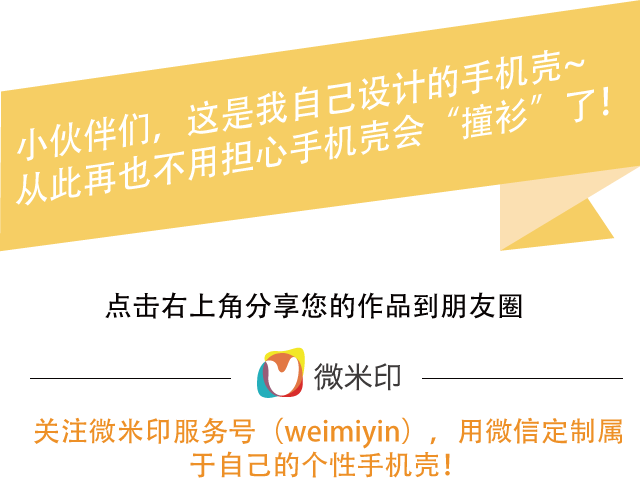 小伙伴们，这是我自己设计的手机壳~
从此再也不用担心手机壳会“撞衫”了！
点击右上角分享您的作品到朋友圈
微米印
关注微米印服务号（weimiyin），用微信定制属
于自己的个性手机壳！